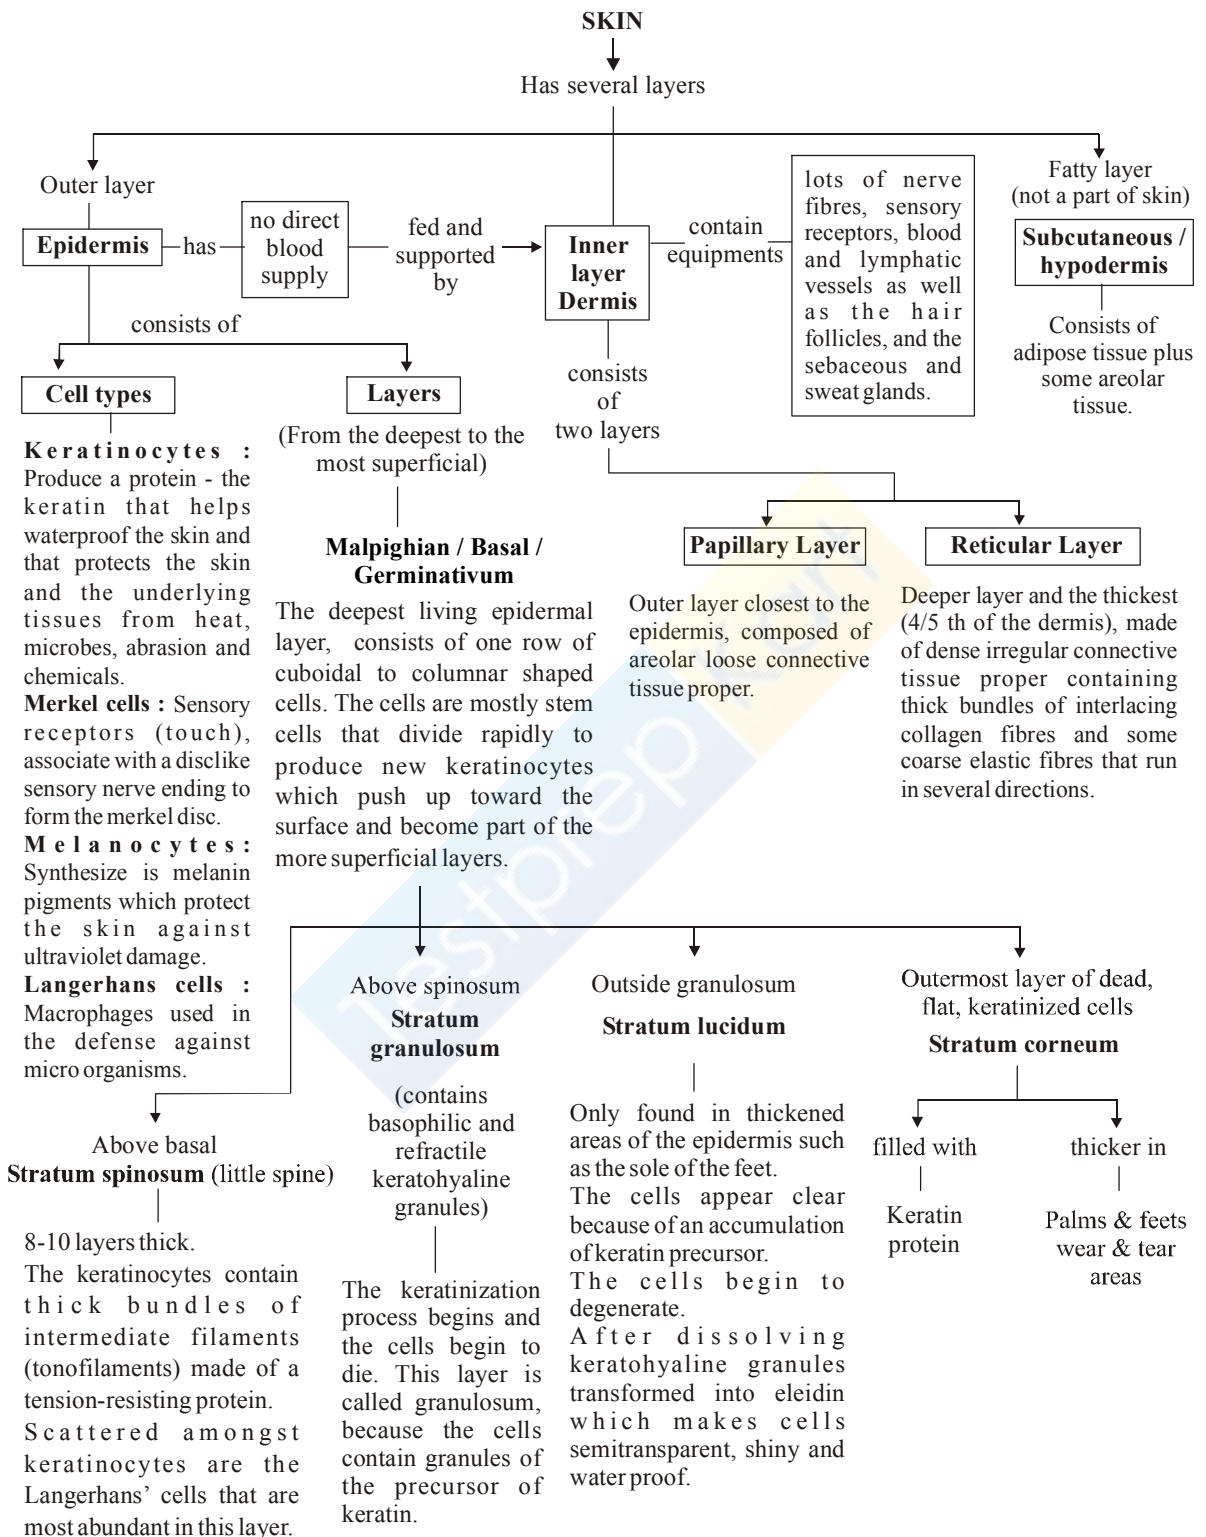 SKIN
Has several layers
Outer layer
Epidermis
has
no direct
blood
supply
fed and
supported
by
Inner
layer
Dermis
contain
equipments
lots of nerve
fibres, sensory
receptors, blood
and lymphatic
vessels as well
as the hair
follicles, and the
sebaceous and
sweat glands.
Fatty layer
(not a part of skin)
Subcutaneous /
hypodermis
Consists of
adipose tissue plus
some areolar
tissue.
consists of
Cell types
Keratinocytes :
Produce a protein - the
keratin that helps
waterproof the skin and
that protects the skin
and the underlying
tissues from heat,
microbes, abrasion and
chemicals.
Merkel cells : Sensory
receptors (touch),
associate with a disclike
sensory nerve ending to
form the merkel disc.
Melanocytes:
Synthesize is melanin
pigments which protect
the skin against
ultraviolet damage.
Langerhans cells :
Macrophages used in
the defense against
micro organisms.
Layers
(From the deepest to the
most superficial)
Malpighian / Basal /
Germinativum
The deepest living epidermal
layer, consists of one row of
cuboidal to columnar shaped
cells. The cells are mostly stem
cells that divide rapidly to
produce new keratinocytes
which push up toward the
surface and become part of the
more superficial layers.
consists
of
two layers
Papillary Layer
Outer layer closest to the
epidermis, composed of
areolar loose connective
tissue proper.
Reticular Layer
Deeper layer and the thickest
(4/5 th of the dermis), made
of dense irregular connective
tissue proper containing
thick bundles of interlacing
collagen fibres and some
coarse elastic fibres that run
in several directions.
Above basal
Stratum spinosum (little spine)
8-10 layers thick.
The keratinocytes contain
thick bundles of
intermediate filaments
(tonofilaments) made of a
tension-resisting protein.
Scattered amongst
keratinocytes are the
Langerhans' cells that are
most abundant in this layer.
Above spinosum
Stratum
granulosum
(contains
basophilic and
refractile
keratohyaline
granules)
The keratinization
process begins and
the cells begin to
die. This layer is
called granulosum,
because the cells
contain granules of
the precursor of
keratin.
Outside granulosum
Stratum lucidum
Only found in thickened
areas of the epidermis such
as the sole of the feet.
The cells appear clear
because of an accumulation
of keratin precursor.
The cells begin to
degenerate.
After dissolving
keratohyaline granules
transformed into eleidin
which makes cells
semitransparent, shiny and
water proof.
Outermost layer of dead,
flat, keratinized cells
Stratum corneum
filled with
Keratin
protein
thicker in
Palms & feets
wear & tear
areas
Testprep Kart